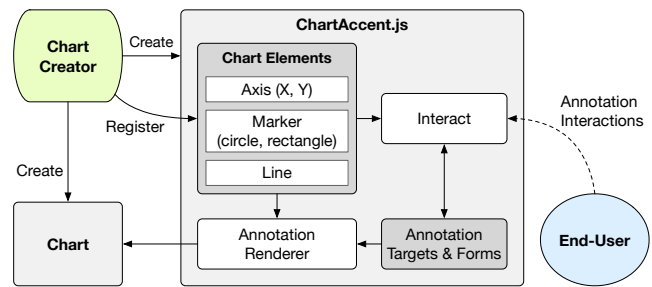 ChartAccent.js
Chart
Creator
Create
Chart Elements
Axis (X, Y)
Marker
(circle, rectangle)
Line
Register
Interact
Annotation
Interactions
Create
Chart
Annotation
Renderer
Annotation
Targets & Forms
End-User